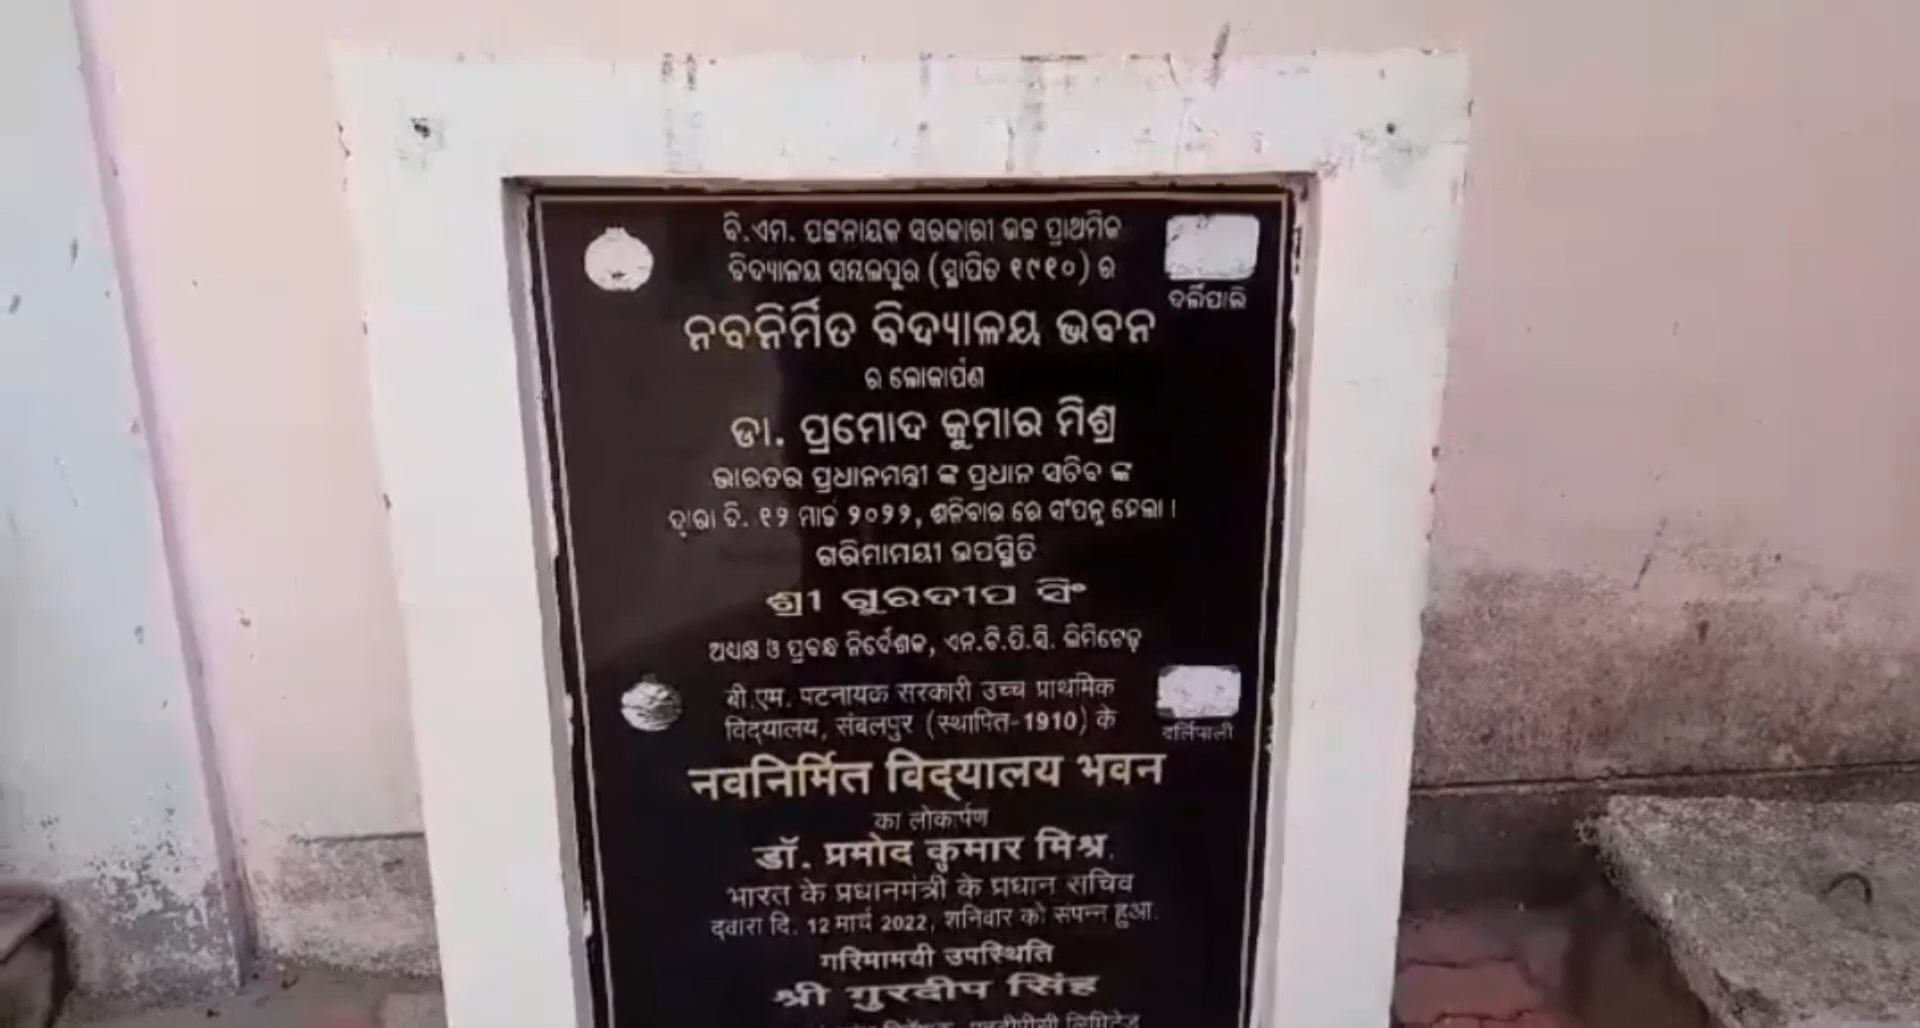 ବି.ଏମ. ପଟ୍ଟନାୟକ ସରକାରୀ ଉଚ୍ଚ ପ୍ରାଥମିକ
ବିଦ୍ୟାଳୟ ସମ୍ବଲପୁର (ସ୍ଥାପିତ ୧୯୧୦) ର
ଦର୍ଲିପାଲି
ନବନିର୍ମିତ ବିଦ୍ୟାଳୟ ଭବନ
ର ଲୋକାର୍ପଣ
ଡା. ପ୍ରମୋଦ କୁମାର ମିଶ୍ର
ଭାରତର ପ୍ରଧାନମନ୍ତ୍ରୀ ଙ୍କ ପ୍ରଧାନ ସଚିବ ଙ୍କ
ଦ୍ୱାରା ଦି. ୧୨ ମାର୍ଚ୍ଚ ୨୦୨୨, ଶନିବାର ରେ ସଂପନ୍ନ ହେଲା ।
ଗରିମାମୟୀ ଉପସ୍ଥିତି
ଶ୍ରୀ ଗୁରଦୀପ ସିଂ
ଅଧ୍ୟକ୍ଷ ଓ ପ୍ରବନ୍ଧ ନିର୍ଦେଶକ, ଏନ.ଟି.ପି.ସି. ଲିମିଟେଡ଼
बी.एम. पटनायक सरकारी उच्च प्राथमिक
विद्यालय, संबलपुर (स्थापित-1910) के
दर्लिपाली
नवनिर्मित विद्यालय भवन
का लोकार्पण
डॉ. प्रमोद कुमार मिश्र,
भारत के प्रधानमंत्री के प्रधान सचिव
द्वारा दि. 12 मार्च 2022, शनिवार को संपन्न हुआ.
गरिमामयी उपस्थिति
श्री गुरदीप सिंह
एनटीपीसी लिमिटेड